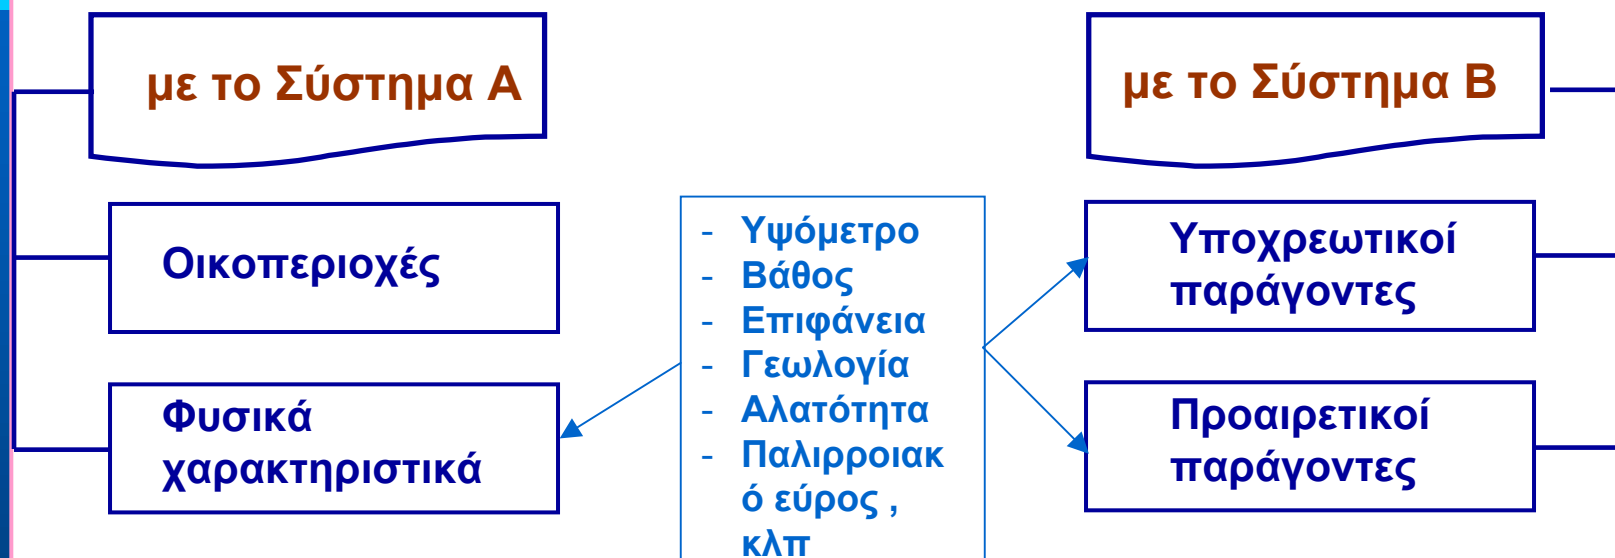 με το Σύστημα Α
Οικοπεριοχές
Φυσικά
χαρακτηριστικά
- Υψόμετρο
- Βάθος
- Επιφάνεια
- Γεωλογία
- Αλατότητα
- Παλιρροιακ
ό εύρος ,
κλπ
με το Σύστημα Β
Υποχρεωτικοί
παράγοντες
Προαιρετικοί
παράγοντες